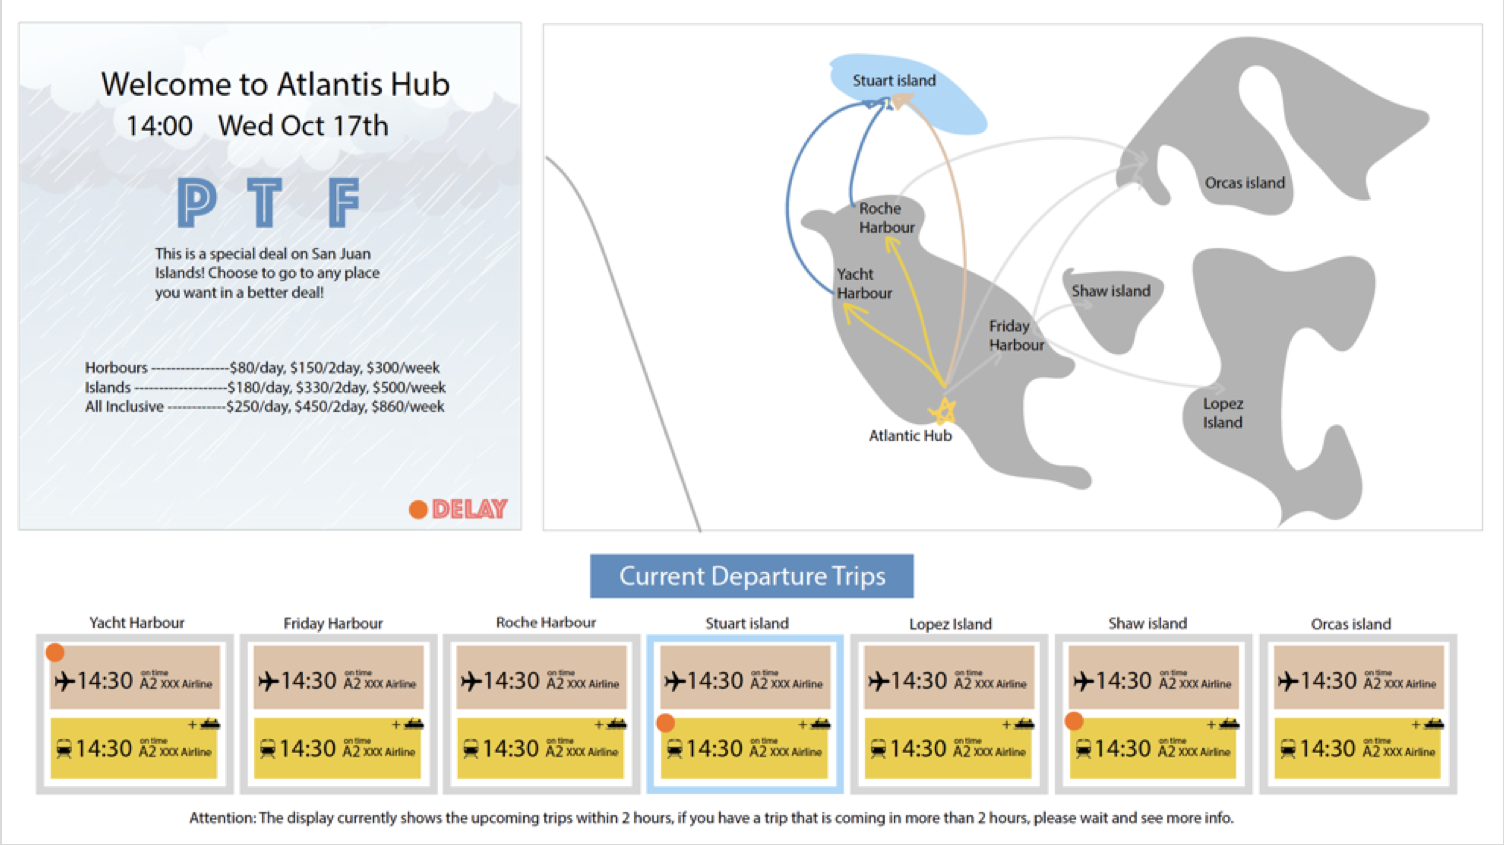 Welcome to Atlantis Hub
14:00 Wed Oct 17th
P T F
This is a special deal on San Juan
Islands! Choose to go to any place
you want in a better deal!
Horbours -----------------$80/day, $150/2day, $300/week
Islands --------------------$180/day, $330/2day, $500/week
All Inclusive ------------$250/day, $450/2day, $860/week
DELAY
Stuart island
Orcas island
Roche
Harbour
Yacht
Harbour
Shaw island
Friday
Harbour
Lopez
Island
Atlantic Hub
Current Departure Trips
Yacht Harbour
14:30 on time A2 XXX Airline
+
14:30 on time A2 XXX Airline
Friday Harbour
14:30 on time A2 XXX Airline
+
14:30 on time A2 XXX Airline
Roche Harbour
14:30 on time A2 XXX Airline
+
14:30 on time A2 XXX Airline
Stuart island
14:30 on time A2 XXX Airline
+
14:30 on time A2 XXX Airline
Lopez Island
14:30 on time A2 XXX Airline
+
14:30 on time A2 XXX Airline
Shaw island
14:30 on time A2 XXX Airline
+
14:30 on time A2 XXX Airline
Orcas island
14:30 on time A2 XXX Airline
+
14:30 on time A2 XXX Airline
Attention: The display currently shows the upcoming trips within 2 hours, if you have a trip that is coming in more than 2 hours, please wait and see more info.